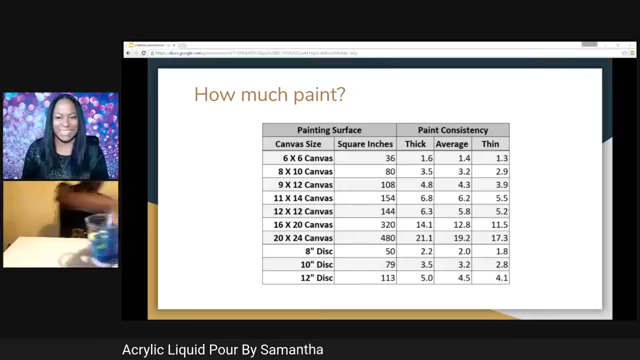 How much paint?
Painting Surface Paint Consistency
Canvas Size Square Inches Thick Average Thin
6 X 6 Canvas 36 1.6 1.4 1.3
8 X 10 Canvas 80 3.5 3.2 2.9
9 X 12 Canvas 108 4.8 4.3 3.9
11 X 14 Canvas 154 6.8 6.2 5.5
12 X 12 Canvas 144 6.3 5.8 5.2
16 X 20 Canvas 320 14.1 12.8 11.5
20 X 24 Canvas 480 21.1 19.2 17.3
8" Disc 50 2.2 2.0 1.8
10" Disc 79 3.5 3.2 2.8
12" Disc 113 5.0 4.5 4.1
Acrylic Liquid Pour By Samantha